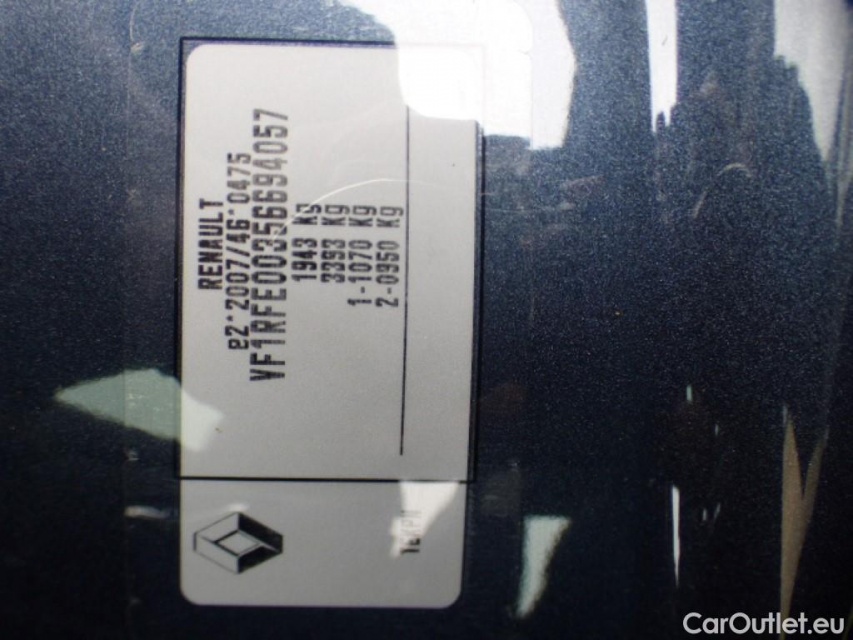 RENAULT
e2*2007/46*0475
VF1RFE00356694057
1943 kg
3393 kg
1-1070 kg
2-0950 kg
CarOutlet.eu